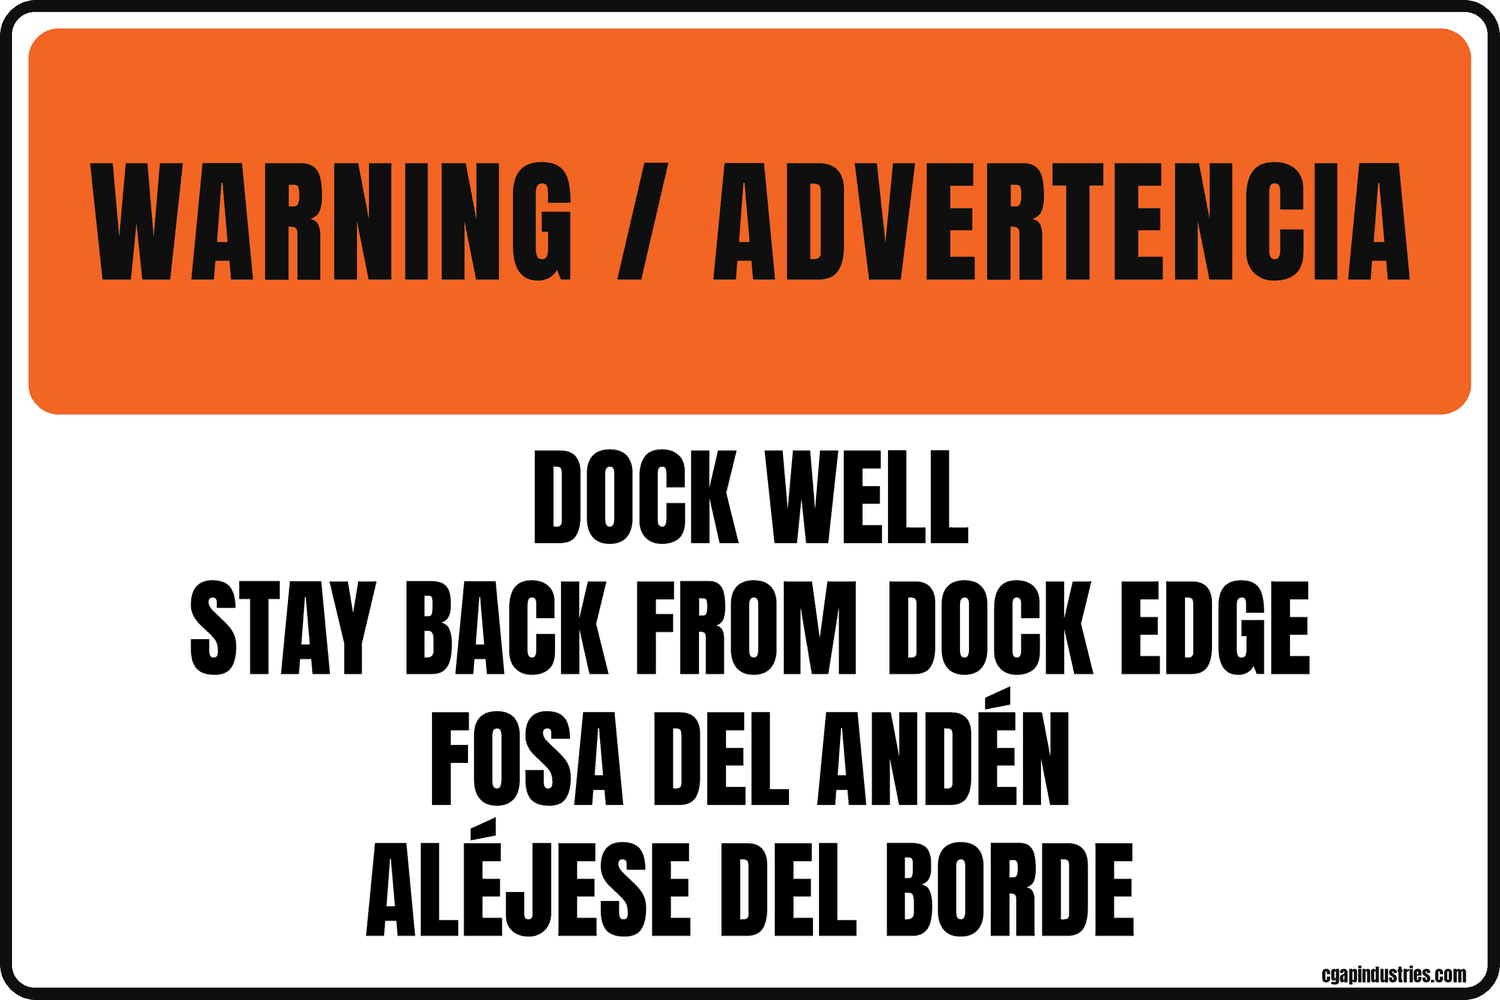 WARNING / ADVERTENCIA
DOCK WELL
STAY BACK FROM DOCK EDGE
FOSA DEL ANDÉN
ALÉJESE DEL BORDE
cgapindustries.com